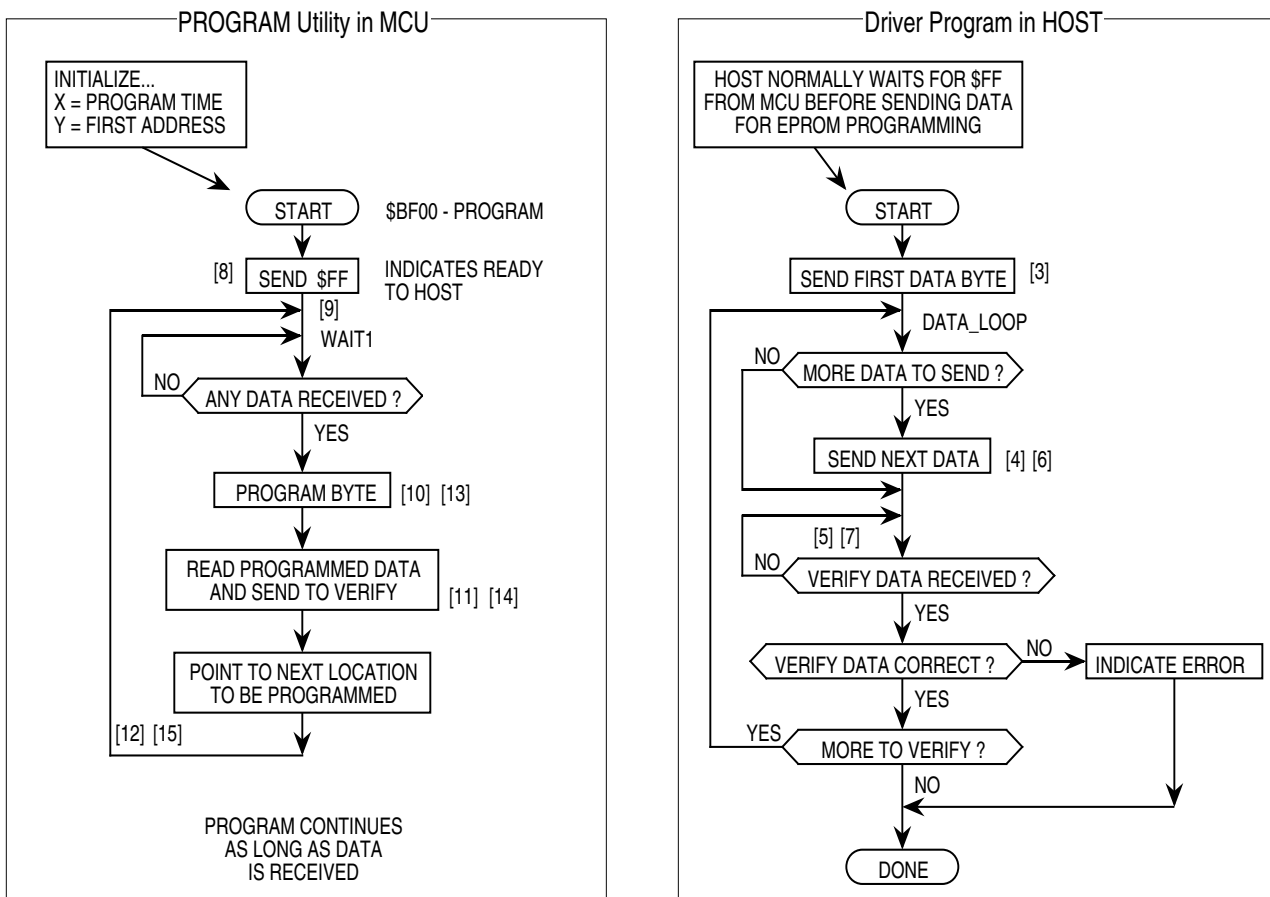 PROGRAM Utility in MCU
INITIALIZE...
X = PROGRAM TIME
Y = FIRST ADDRESS
START
$BF00 - PROGRAM
[8]
SEND $FF
INDICATES READY
TO HOST
[9]
WAIT1
NO
ANY DATA RECEIVED ?
YES
PROGRAM BYTE
[10] [13]
READ PROGRAMMED DATA
AND SEND TO VERIFY
[11] [14]
POINT TO NEXT LOCATION
TO BE PROGRAMMED
[12] [15]
PROGRAM CONTINUES
AS LONG AS DATA
IS RECEIVED
Driver Program in HOST
HOST NORMALLY WAITS FOR $FF
FROM MCU BEFORE SENDING DATA
FOR EPROM PROGRAMMING
START
SEND FIRST DATA BYTE
[3]
DATA_LOOP
NO
MORE DATA TO SEND ?
YES
SEND NEXT DATA
[4] [6]
[5] [7]
NO
VERIFY DATA RECEIVED ?
YES
VERIFY DATA CORRECT ?
NO
INDICATE ERROR
YES
YES
MORE TO VERIFY ?
NO
DONE